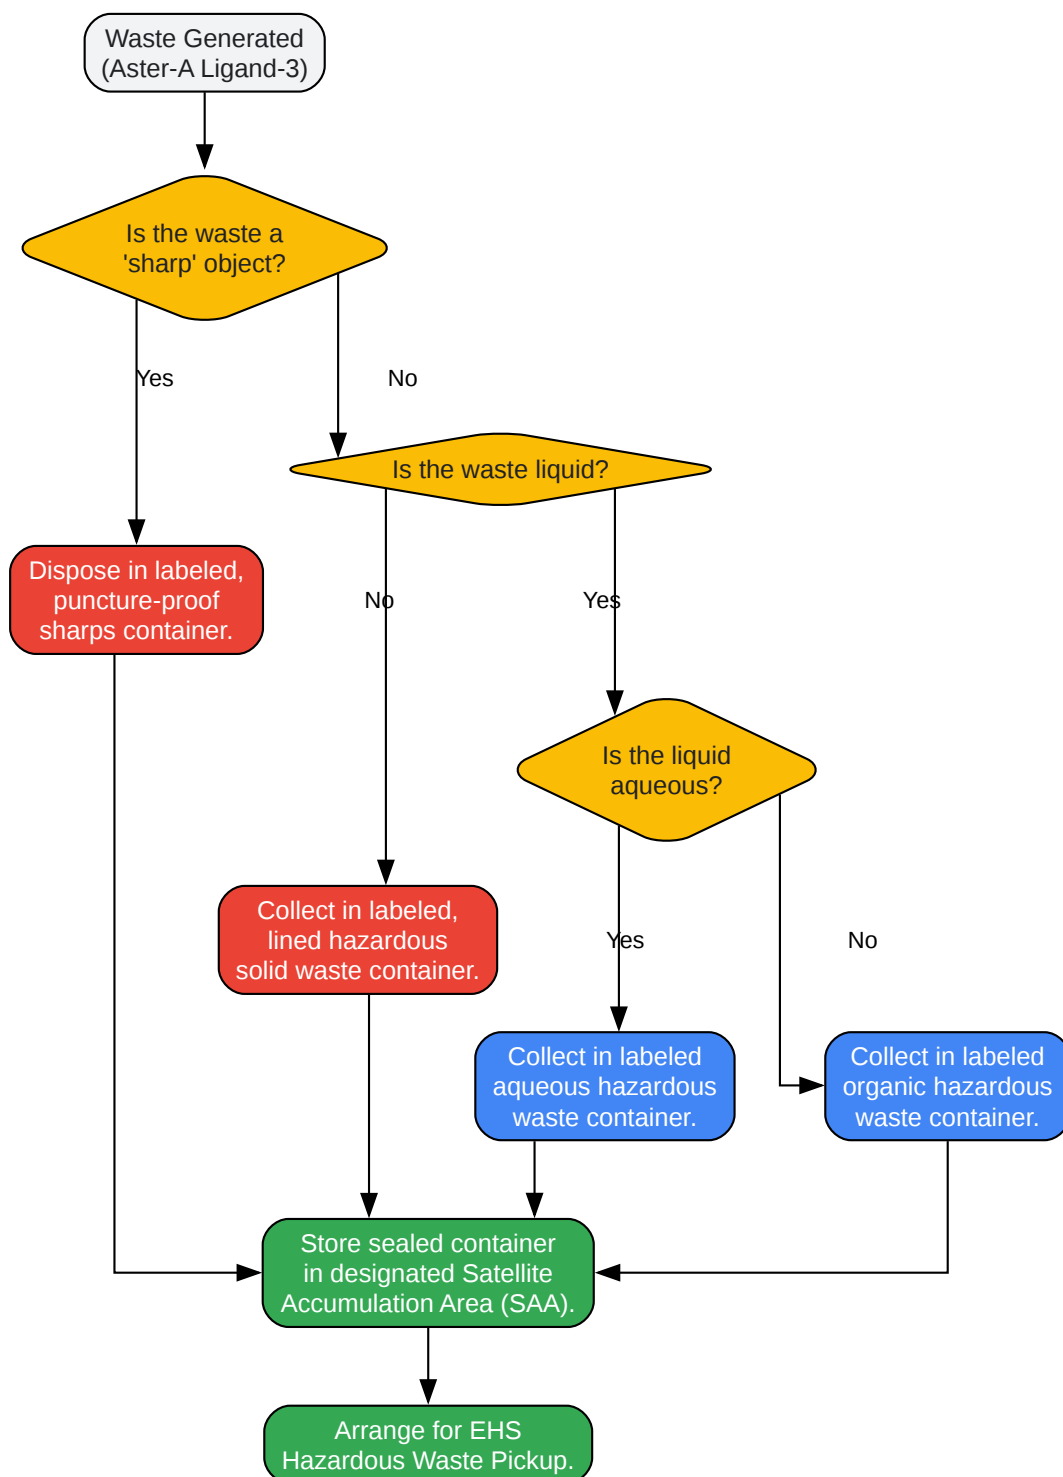 Waste Generated
(Aster-A Ligand-3)
Is the waste a
'sharp' object?
Yes
No
Is the waste liquid?
Dispose in labeled,
puncture-proof
sharps container.
No
Yes
Is the liquid
aqueous?
Collect in labeled,
lined hazardous
solid waste container.
Yes
No
Collect in labeled
aqueous hazardous
waste container.
Collect in labeled
organic hazardous
waste container.
Store sealed container
in designated Satellite
Accumulation Area (SAA).
Arrange for EHS
Hazardous Waste Pickup.